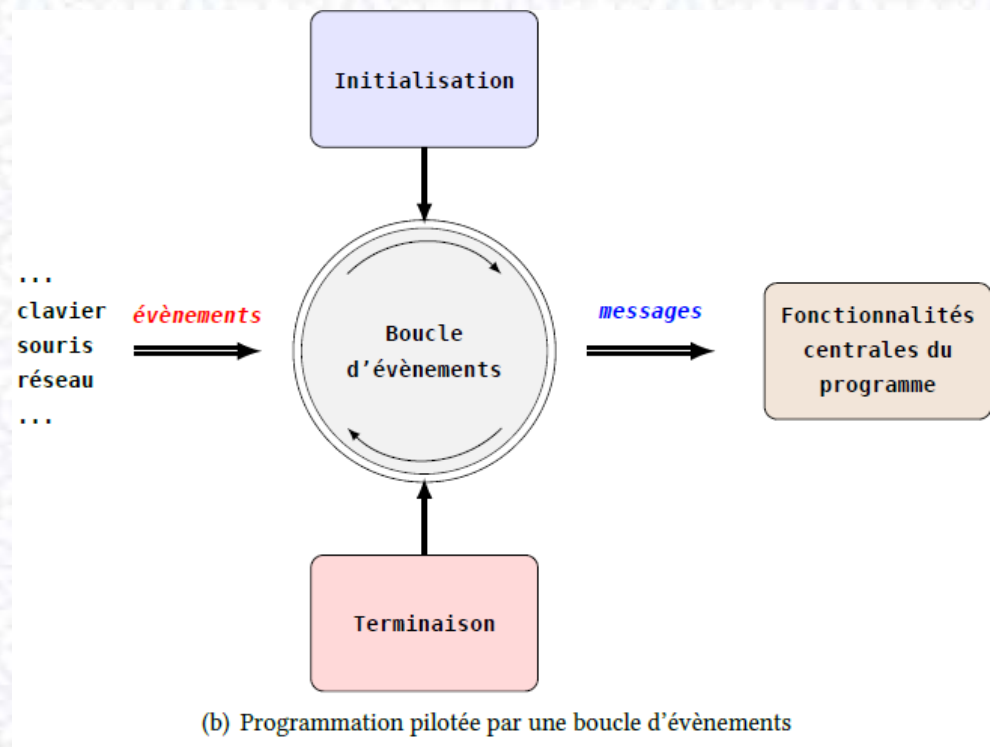 Initialisation
...
clavier
souris
réseau
...
évènements
Boucle
d'évènements
messages
Fonctionnalités
centrales du
programme
Terminaison
(b) Programmation pilotée par une boucle d'évènements